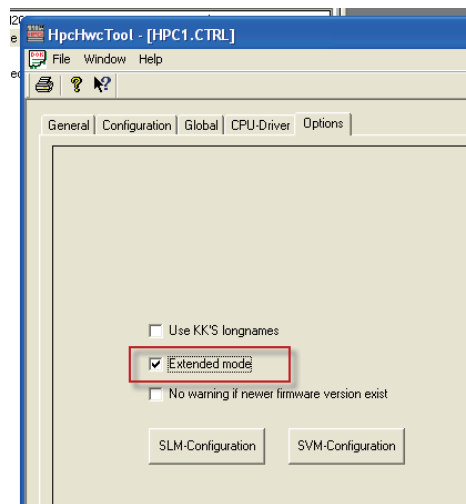 HpcHwcTool - [HPC1.CTRL]
File Window Help
General Configuration Global CPU-Driver Options
Use KK'S longnames
Extended mode
No warning if newer firmware version exist
SLM-Configuration SVM-Configuration